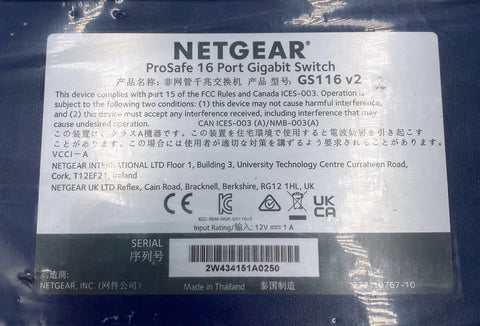 NETGEAR®
ProSafe 16 Port Gigabit Switch
产品名称：非网管千兆交换机 产品型号：GS116 v2
This device complies with part 15 of the FCC Rules and Canada ICES-003. Operation is
subject to the following two conditions: (1) this device may not cause harmful interference,
and (2) this device must accept any interference received, including interference that may
cause undesired operation. CAN ICES-003 (A)/NMB-003(A)
この装置は、クラスA機器です。この装置を住宅環境で使用すると電波妨害を引き起こす
ことがあります。この場合には使用者が適切な対策を講ずるよう要求されることがあります。
VCCI-A
NETGEAR INTERNATIONAL LTD Floor 1, Building 3, University Technology Centre Curraheen Road,
Cork, T12EF21, Ireland
NETGEAR UK LTD Reflex, Cain Road, Bracknell, Berkshire, RG12 1HL, UK
CE
UK
CA
KCC-REM-NGR-GS116v2
输入/Input Rating: 12V ⎓ 1 A
SERIAL
序列号
2W434151A0250
制造商：
NETGEAR, INC. (网件公司)
Made in Thailand 泰国制造
10767-10